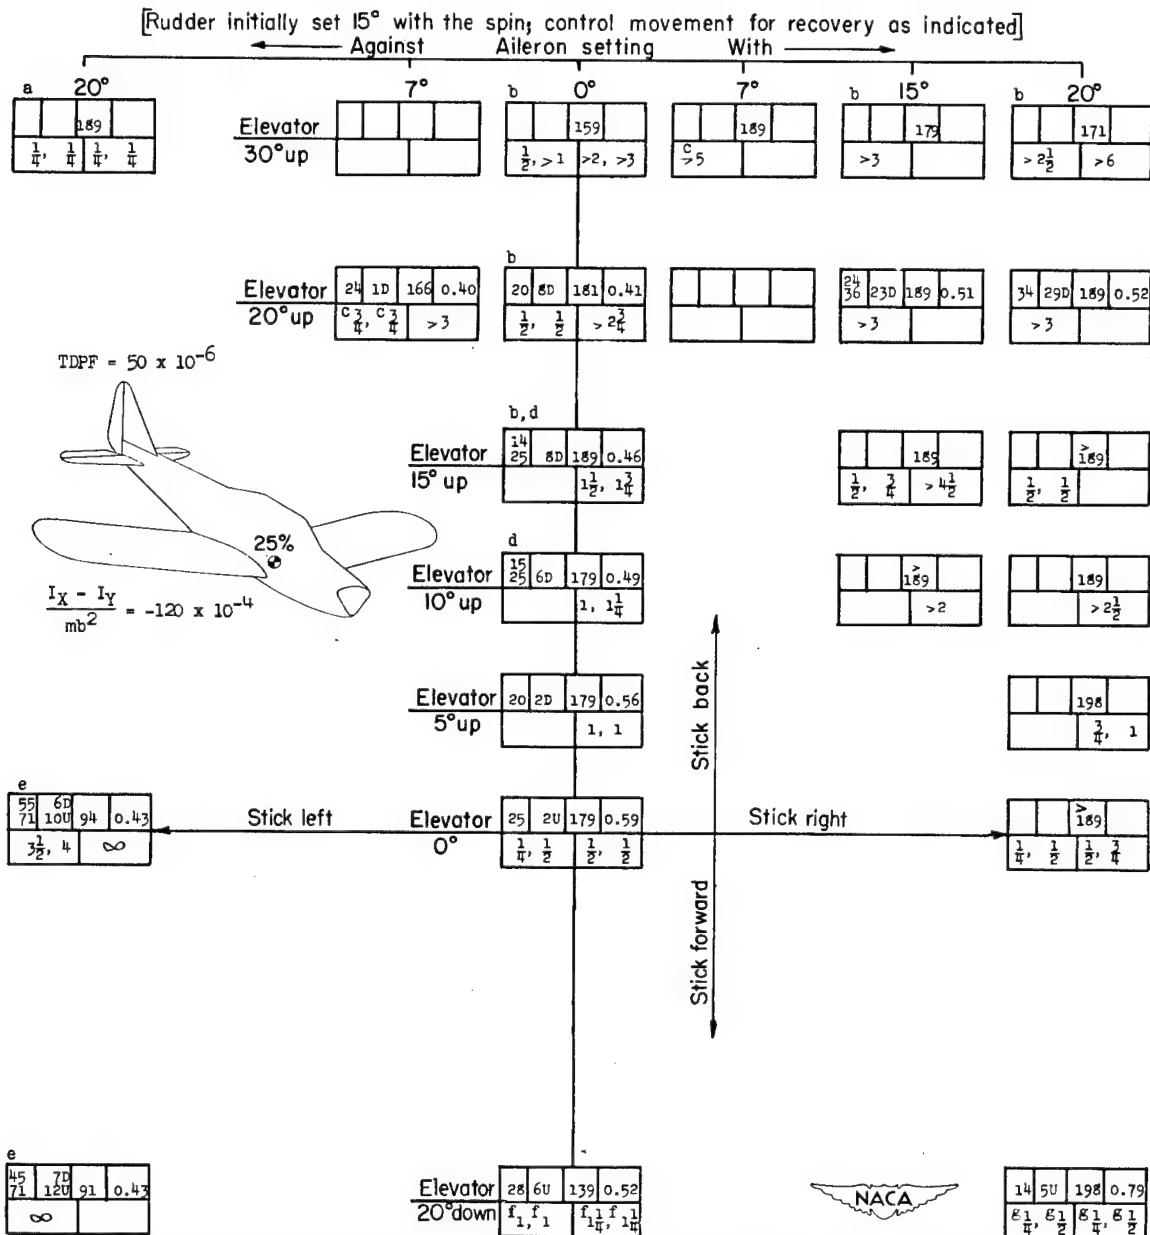 [Rudder initially set 15° with the spin; control movement for recovery as indicated]
Against Aileron setting With
20° 7° 0° 7° 15° 20°
a b b b
189 Elevator 159 189 179 171
30° up
1/4, 1/4 1/4, 1/4 1/2, >1 >2, >3 c >5 >3 >2 1/2 >6
b
Elevator 24 1D 166 0.40 20 8D 181 0.41 24 36 23D 189 0.51 34 29D 189 0.52
20° up c 3/4, c 3/4 >3 1/2, 1/2 >2 3/4 >3 >3
TDPF = 50 x 10⁻⁶
b,d
Elevator 14 25 8D 189 0.46 189 > 189
15° up 1 1/2, 1 3/4 1/2, 3/4 >4 1/2 1/2, 1/2
25%
d
Elevator 15 25 6D 179 0.49 > 189 189
10° up 1, 1 1/4 >2 >2 1/2
I_X - I_Y / mb² = -120 x 10⁻⁴
Stick back
Elevator 20 2D 179 0.56 198
5° up 1, 1 3/4, 1
e
55 71 6D 10U 94 0.43 Stick left Elevator 25 2U 179 0.59 Stick right > 189
3 1/2, 4 ∞ 0° 1/4, 1/2 1/2, 1/2 1/4, 1/2 1/2, 3/4
Stick forward
e
45 71 7D 12U 91 0.43 Elevator 28 6U 139 0.52 NACA 14 5U 198 0.79
∞ 20° down f 1, f 1 f 1 1/4, f 1 1/4 g 1/4, g 1/2 g 1/4, g 1/2